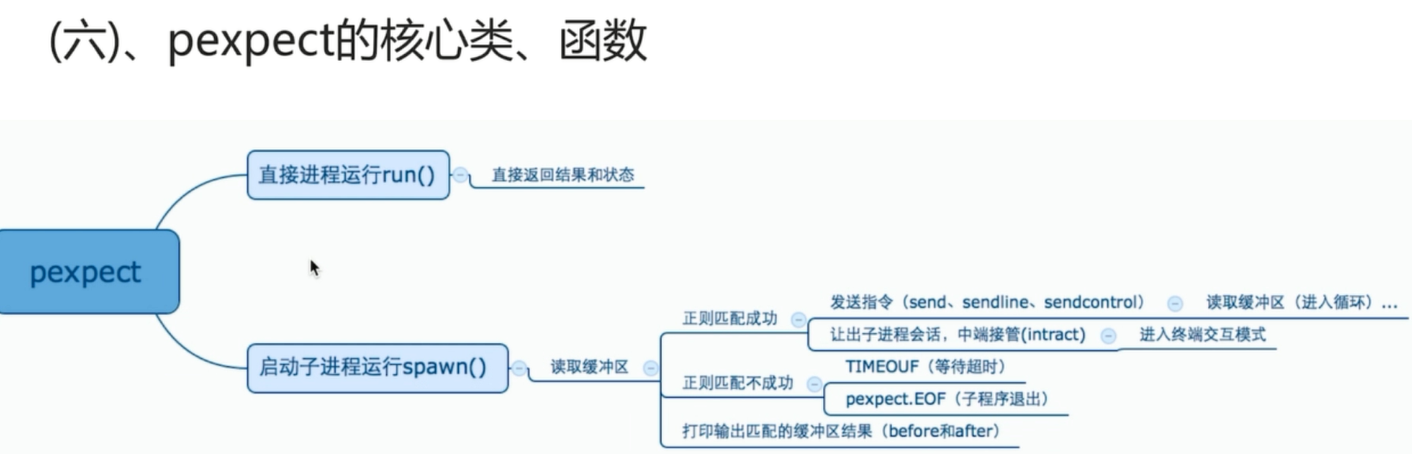 (六)、pexpect的核心类、函数
直接进程运行run()
直接返回结果和状态
pexpect
发送指令（send、sendline、sendcontrol）
读取缓冲区（进入循环）...
正则匹配成功
让出子进程会话，中端接管(intract)
进入终端交互模式
启动子进程运行spawn()
读取缓冲区
TIMEOUF（等待超时）
正则匹配不成功
pexpect.EOF（子程序退出）
打印输出匹配的缓冲区结果（before和after）